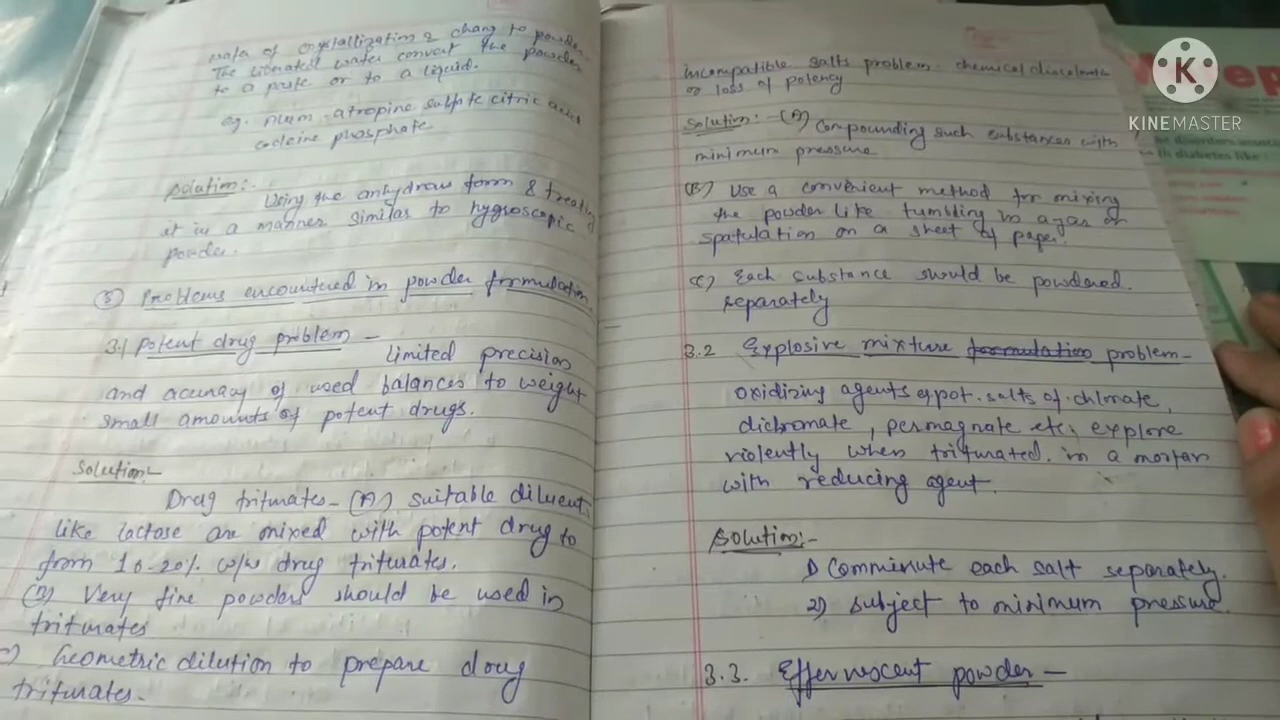 wata of crystallization & chang to powder.
The liberated water convert the powder
to a paste or to a liquid.
eg. alum -atropine sulfate citric acid
codeine phosphate
Solution:-
Using the anhydrous form & treating
it in a manner similar to hygroscopic
powder.
③ Problems encountered in powder formulation
3.1 Potent drug problem -
limited precision
and accuracy of used balances to weight
small amounts of potent drugs.
Solution:-
Drug triturates - (A) suitable diluents
like lactose are mixed with potent drug to
from 10-20% w/w drug triturates.
(B) Very fine powders should be used in
triturates
) Geometric dilution to prepare drug
triturates.
incompatible salts problem: chemical
or loss of potency
Solution:- (A) compounding such substances with
minimum pressure
(B) Use a convenient method for mixing
the powder like tumbling in a jar or
spatulation on a sheet of paper.
(C) Each substance should be powdered.
separately
3.2 Explosive mixture formulation problem-
oxidizing agents pot. salts of chlorate,
dichromate, permagnate etc. explore
violently when triturated. in a mortar
with reducing agent.
Solution:-
1) Comminute each salt separately.
2) Subject to minimum pressure.
3.3. Effervescent powder -
K
KINEMASTER